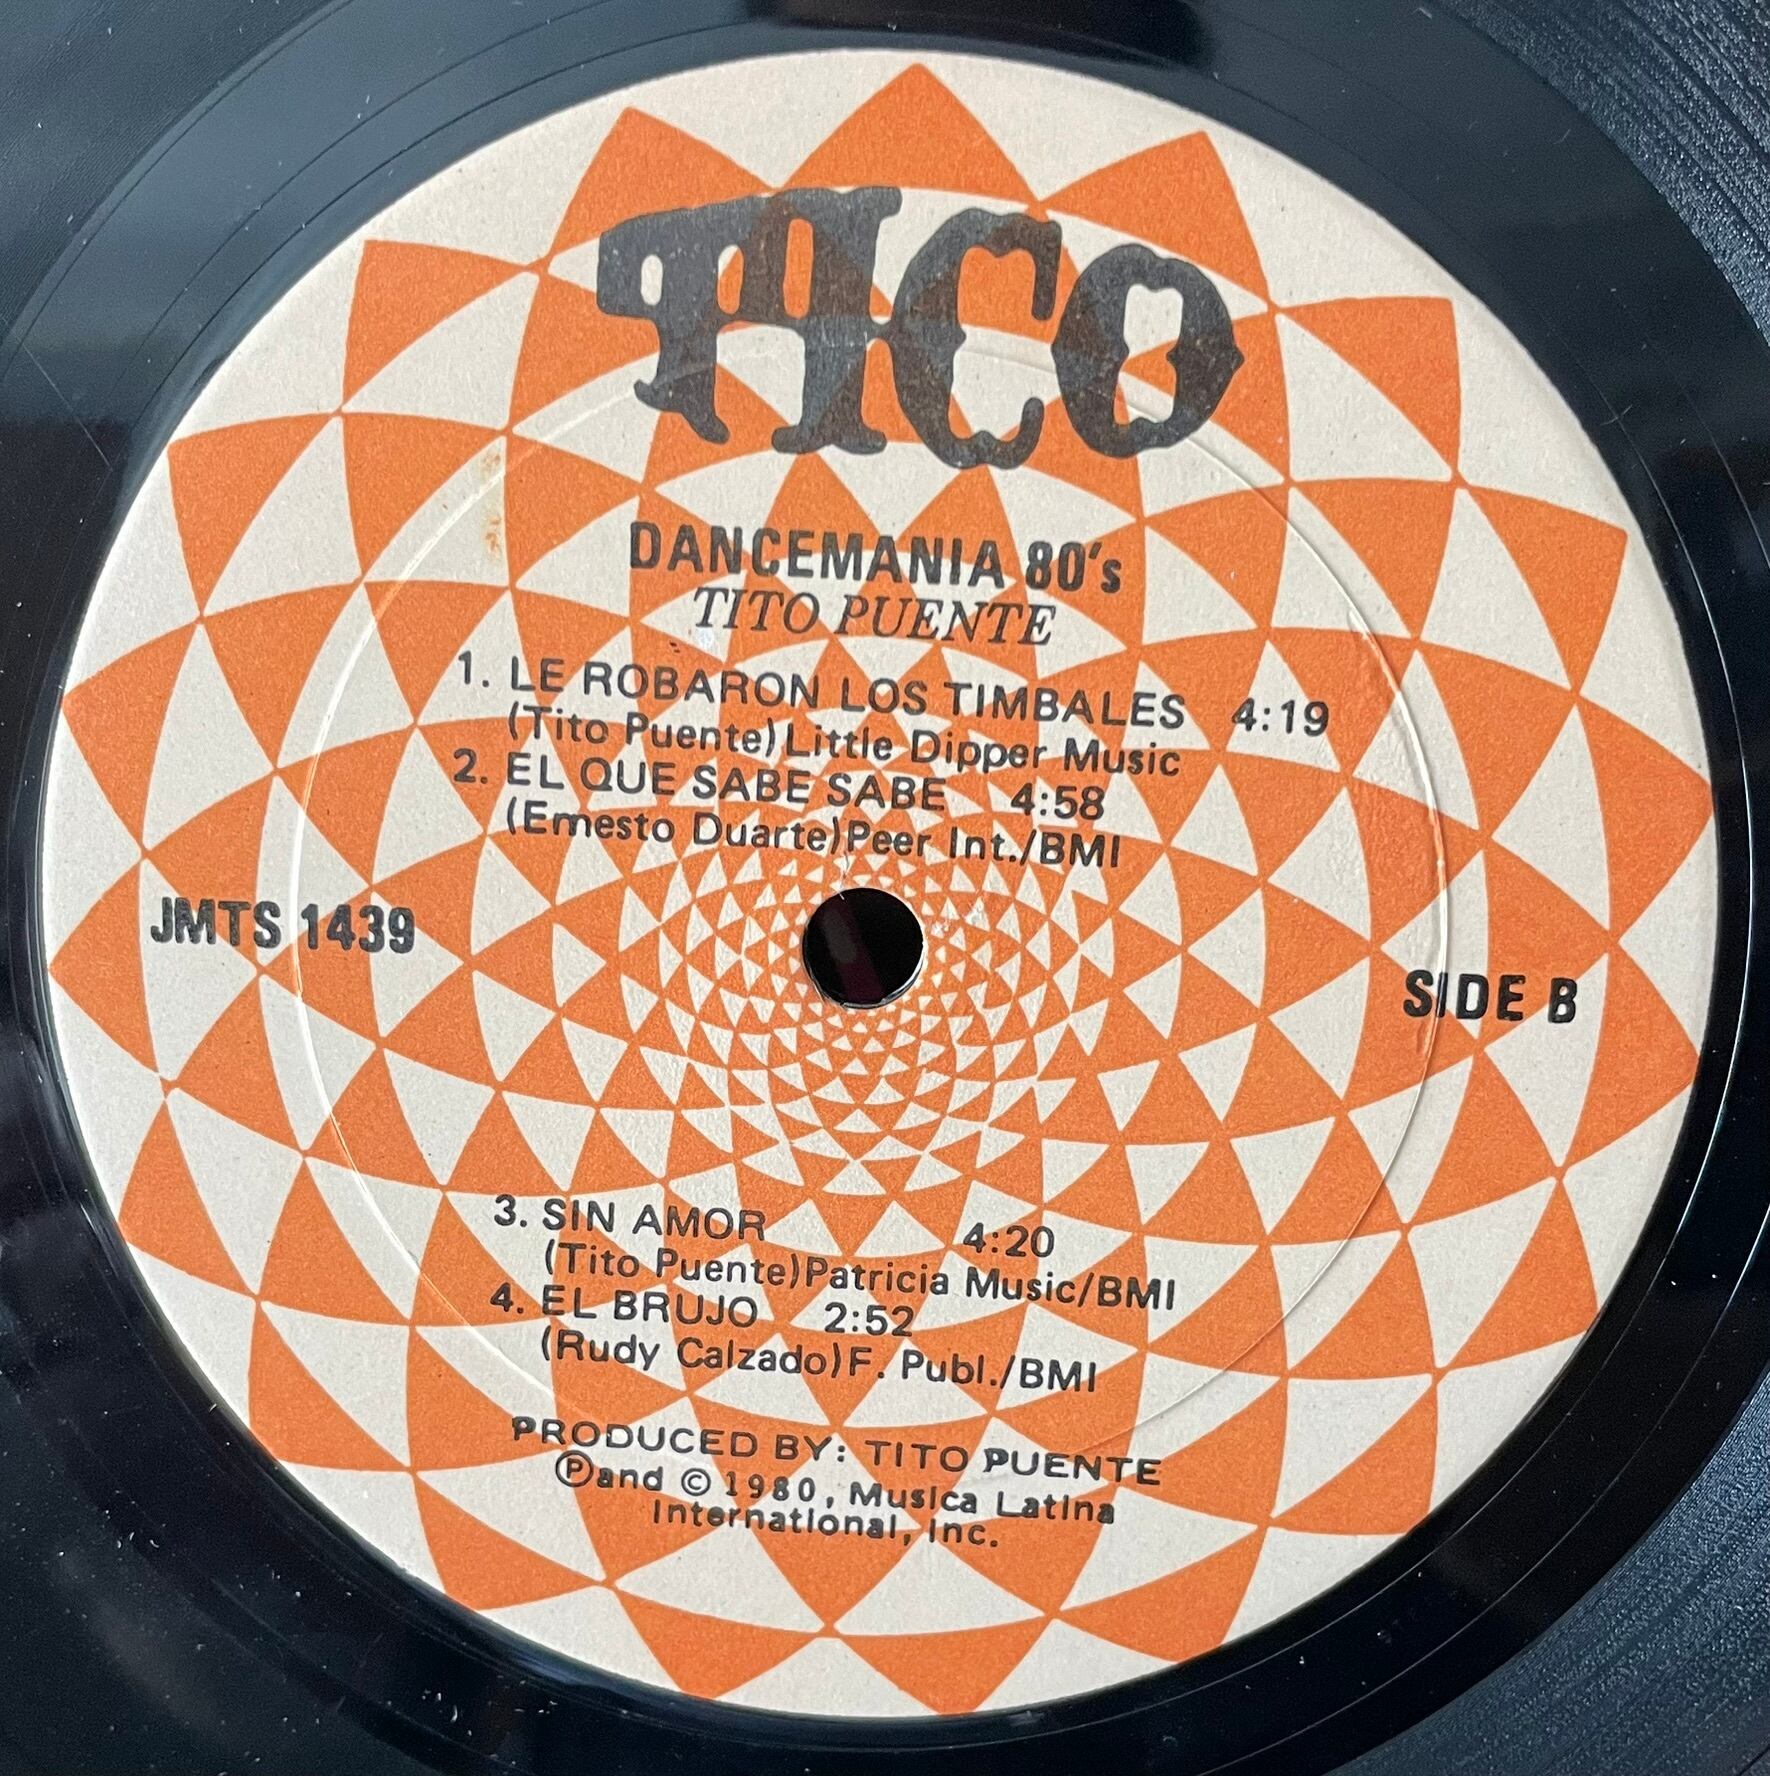 TICO
DANCEMANIA 80's
TITO PUENTE
1. LE ROBARON LOS TIMBALES 4:19
(Tito Puente) Little Dipper Music
2. EL QUE SABE SABE 4:58
(Ernesto Duarte) Peer Int./BMI
JMTS 1439
SIDE B
3. SIN AMOR 4:20
(Tito Puente) Patricia Music/BMI
4. EL BRUJO 2:52
(Rudy Calzado) F. Publ./BMI
PRODUCED BY: TITO PUENTE
Ⓟ and © 1980, Musica Latina
International, Inc.